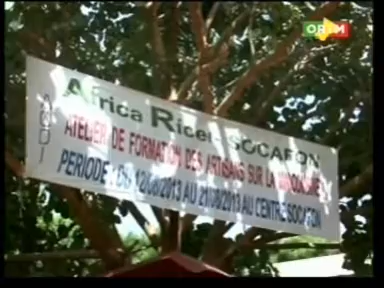 ORTM
Africa Rice - SOCAFON
ATELIER DE FORMATION DES ARTISANS SUR LA
PERIODE : DU 12/08/2013 AU 21/08/2013 AU CENTRE SOCAFON